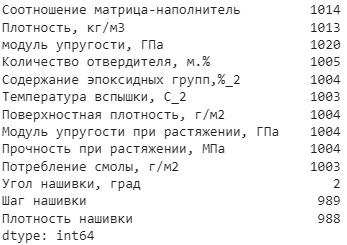 Соотношение матрица-наполнитель 1014
Плотность, кг/м3 1013
модуль упругости, ГПа 1020
Количество отвердителя, м.% 1005
Содержание эпоксидных групп,%_2 1004
Температура вспышки, С_2 1003
Поверхностная плотность, г/м2 1004
Модуль упругости при растяжении, ГПа 1004
Прочность при растяжении, МПа 1004
Потребление смолы, г/м2 1003
Угол нашивки, град 2
Шаг нашивки 989
Плотность нашивки 988
dtype: int64